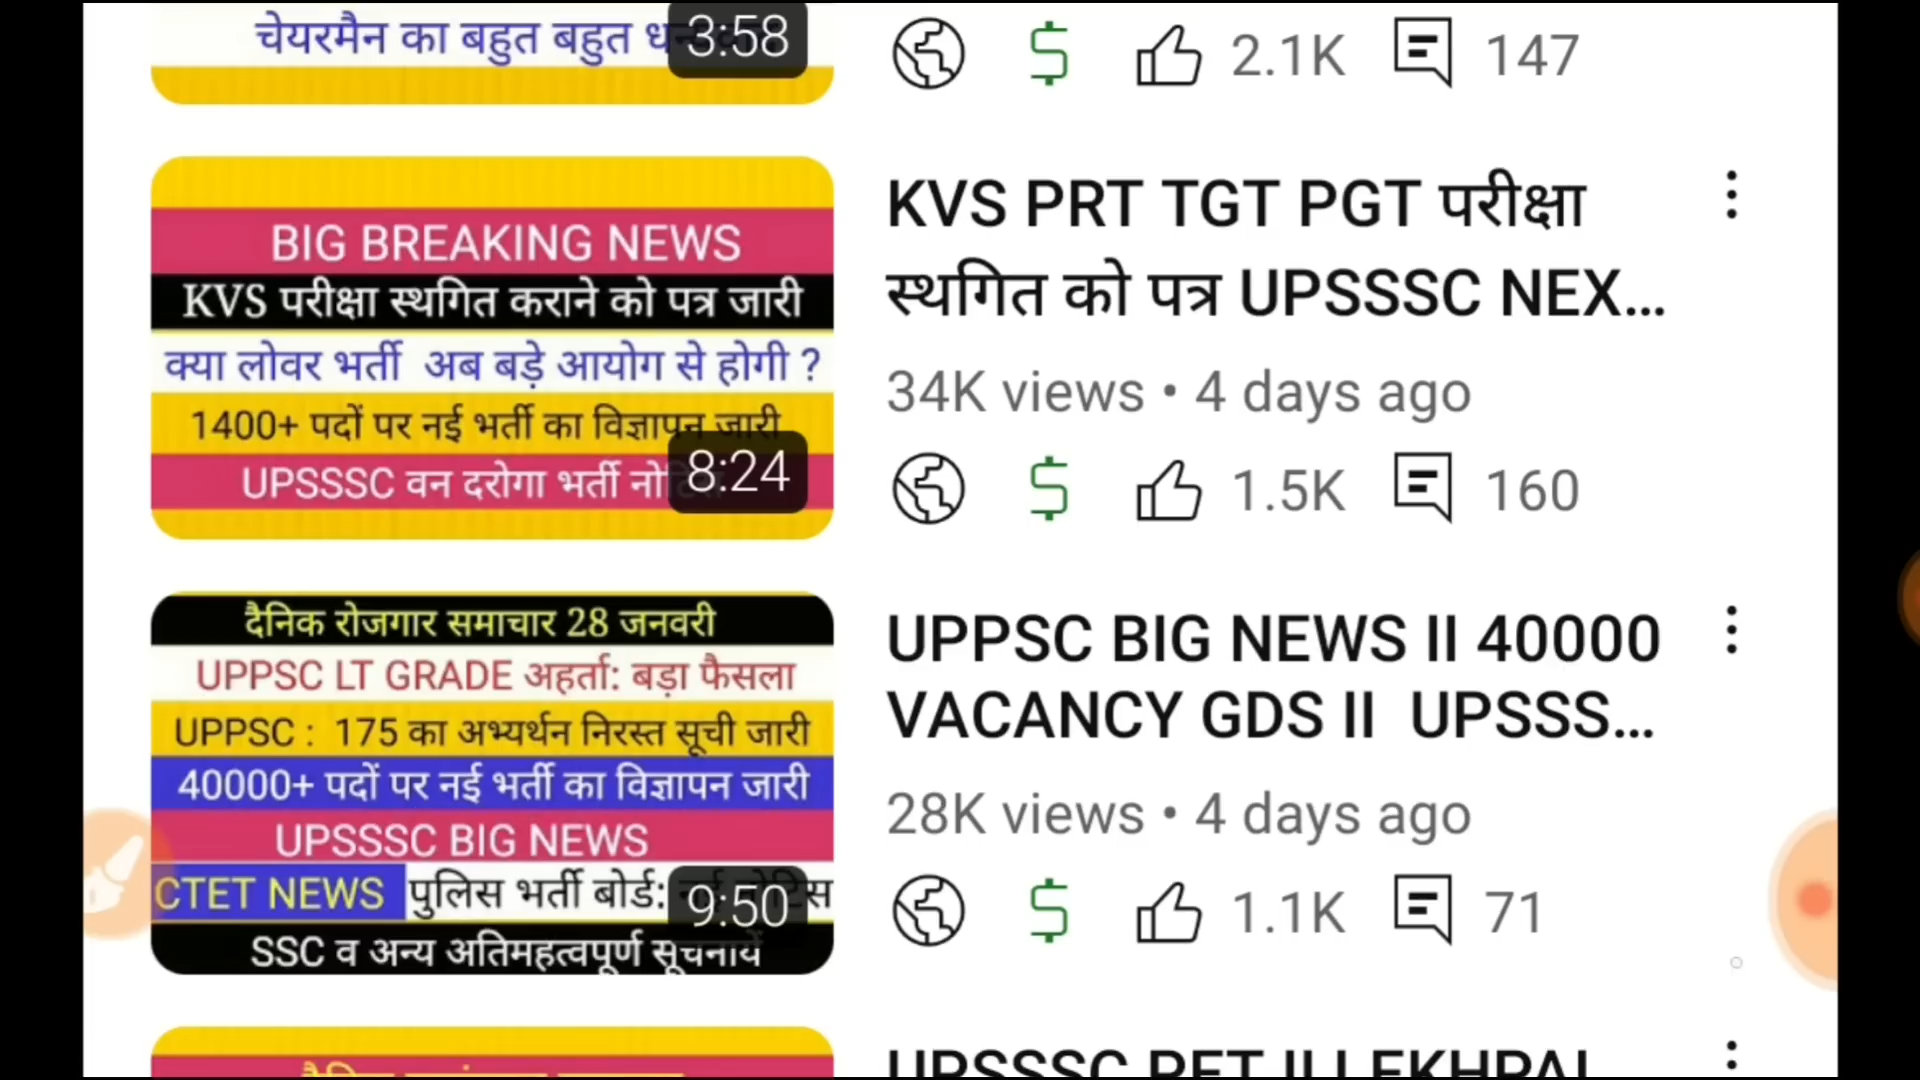 चेयरमैन का बहुत बहुत
3:58
2.1K 147
BIG BREAKING NEWS
KVS परीक्षा स्थगित कराने को पत्र जारी
क्या लोवर भर्ती अब बड़े आयोग से होगी ?
1400+ पदों पर नई भर्ती का विज्ञापन जारी
UPSSSC वन दरोगा भर्ती
8:24
KVS PRT TGT PGT परीक्षा
स्थगित को पत्र UPSSSC NEX...
34K views • 4 days ago
1.5K 160
दैनिक रोजगार समाचार 28 जनवरी
UPPSC LT GRADE अहर्ता: बड़ा फैसला
UPPSC : 175 का अभ्यर्थन निरस्त सूची जारी
40000+ पदों पर नई भर्ती का विज्ञापन जारी
UPSSSC BIG NEWS
CTET NEWS पुलिस भर्ती बोर्ड:
9:50
SSC व अन्य अतिमहत्वपूर्ण सूचनायें
UPPSC BIG NEWS II 40000
VACANCY GDS II UPSSS...
28K views • 4 days ago
1.1K 71
UPSSSC PET II LEKHPAL